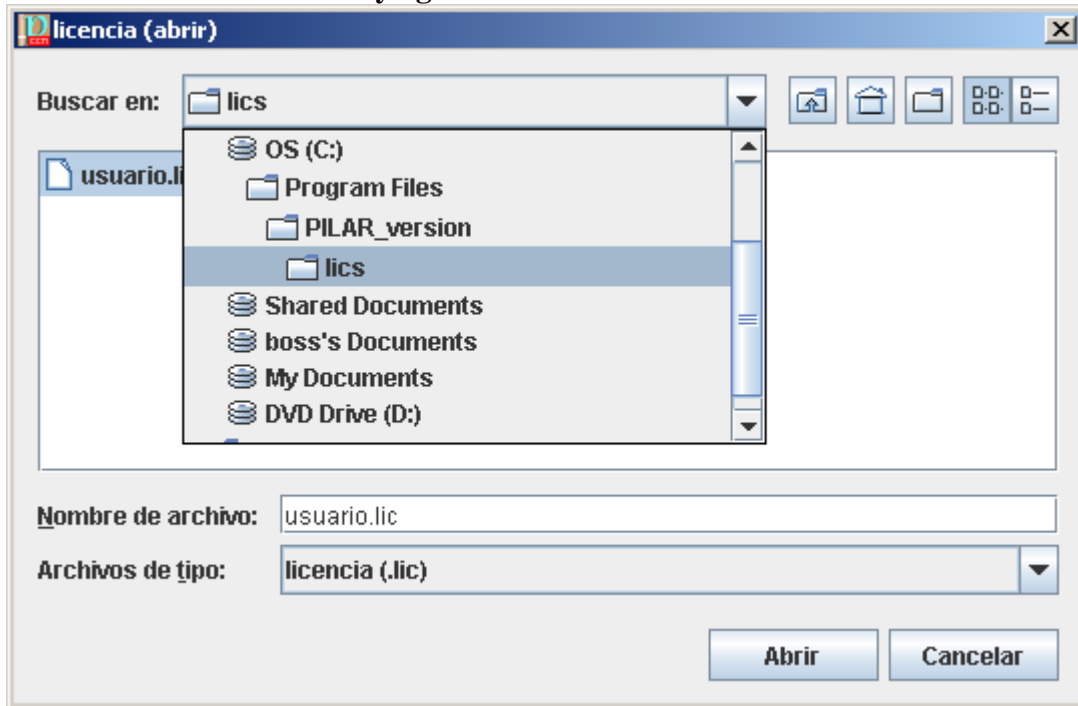 licencia (abrir)
Buscar en: lics
OS (C:)
usuario.li
Program Files
PILAR_version
lics
Shared Documents
boss's Documents
My Documents
DVD Drive (D:)
Nombre de archivo: usuario.lic
Archivos de tipo: licencia (.lic)
Abrir Cancelar